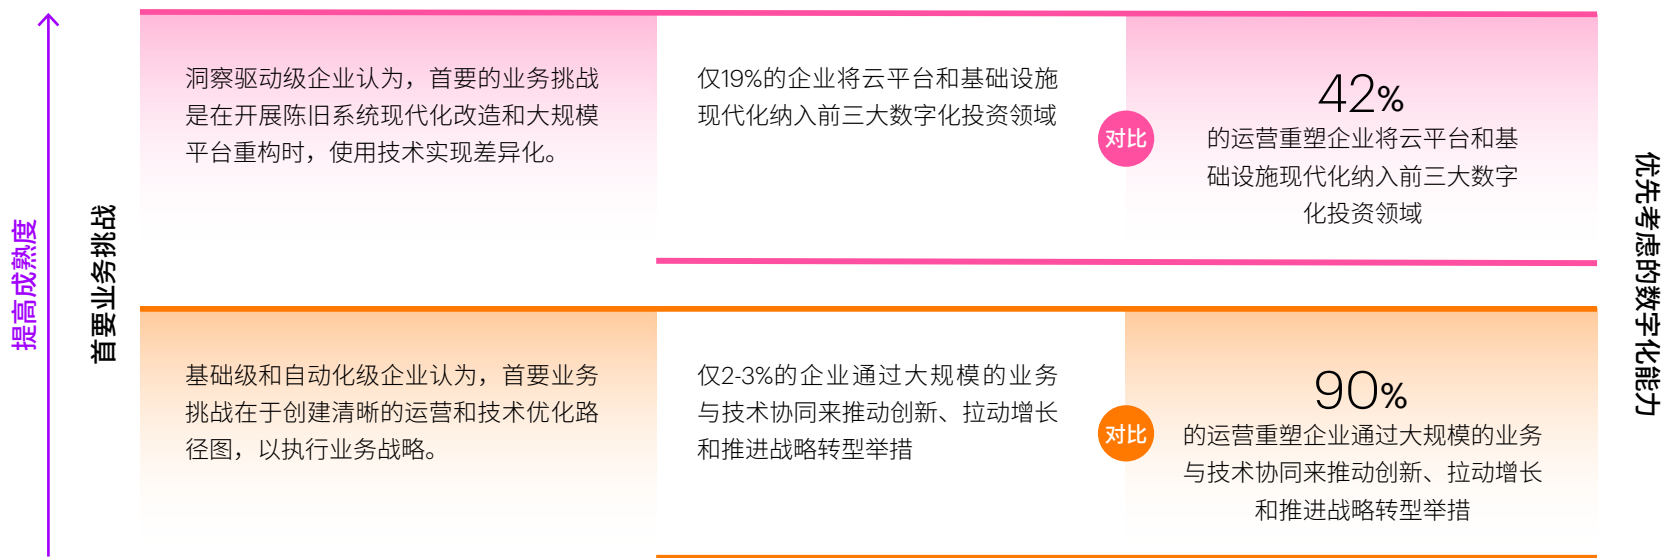 提高成熟度
首要业务挑战
洞察驱动级企业认为，首要的业务挑战
是在开展陈旧系统现代化改造和大规模
平台重构时，使用技术实现差异化。
仅19%的企业将云平台和基础设施
现代化纳入前三大数字化投资领域
对比
42%
的运营重塑企业将云平台和基
础设施现代化纳入前三大数字
化投资领域
基础级和自动化级企业认为，首要业务
挑战在于创建清晰的运营和技术优化路
径图，以执行业务战略。
仅2-3%的企业通过大规模的业务
与技术协同来推动创新、拉动增长
和推进战略转型举措
对比
90%
的运营重塑企业通过大规模的业务
与技术协同来推动创新、拉动增长
和推进战略转型举措
优先考虑的数字化能力